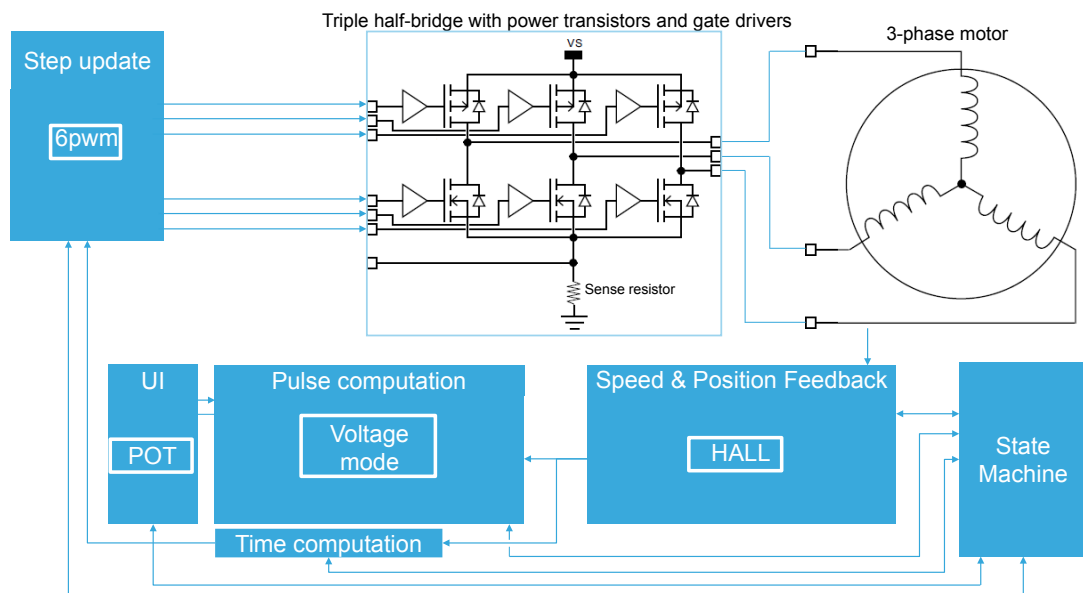 Triple half-bridge with power transistors and gate drivers
3-phase motor
Step update
6pwm
VS
Sense resistor
UI
POT
Pulse computation
Voltage
mode
Speed & Position Feedback
HALL
State
Machine
Time computation